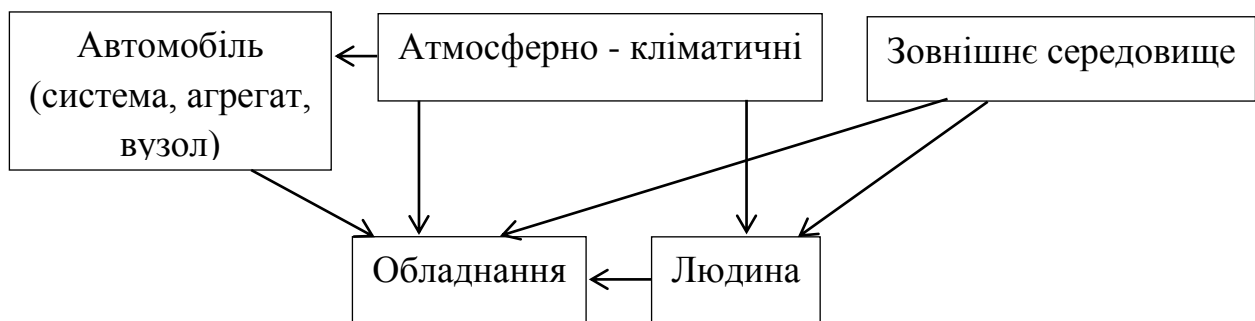 Автомобіль
(система, агрегат,
вузол)
Атмосферно - кліматичні
Зовнішнє середовище
Обладнання
Людина